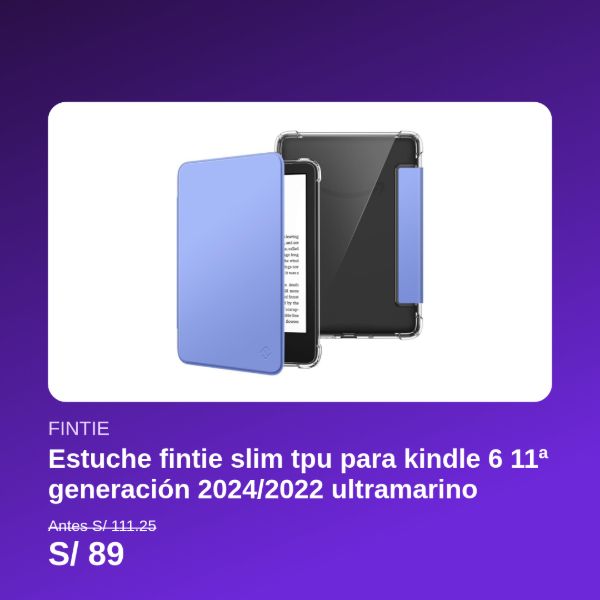 FINTIE
Estuche fintie slim tpu para kindle 6 11ª
generación 2024/2022 ultramarino
Antes S/ 111.25
S/ 89